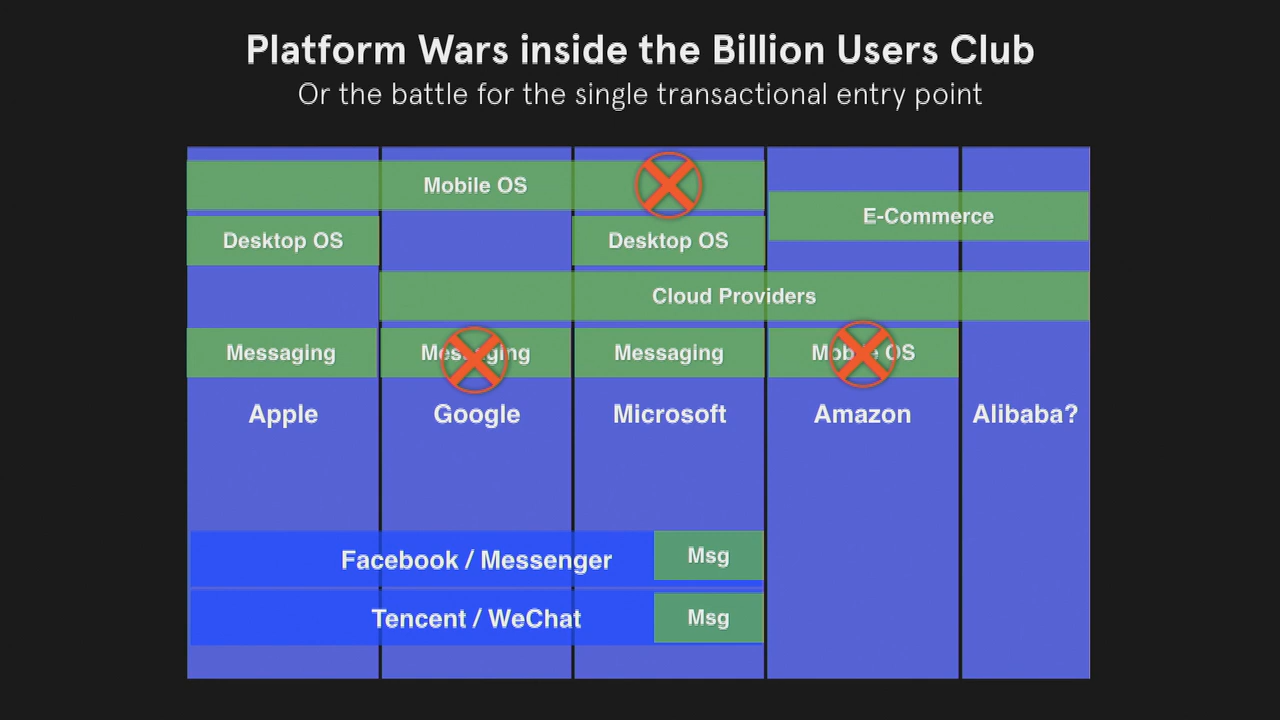 Platform Wars inside the Billion Users Club
Or the battle for the single transactional entry point
Mobile OS
E-Commerce
Desktop OS
Desktop OS
Cloud Providers
Messaging
Messaging
Messaging
Mobile OS
Apple
Google
Microsoft
Amazon
Alibaba?
Facebook / Messenger
Msg
Tencent / WeChat
Msg